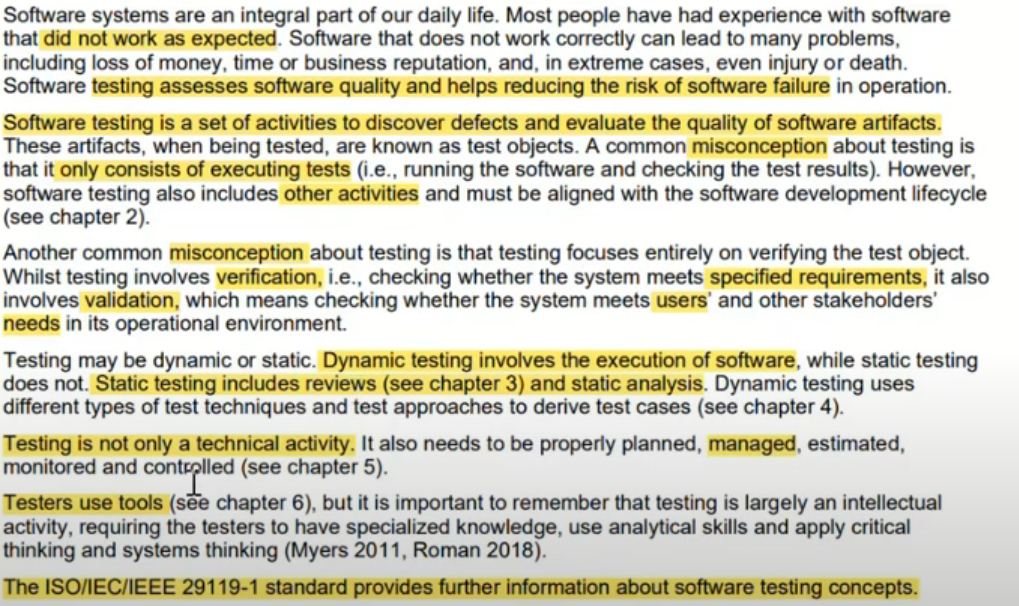 Software systems are an integral part of our daily life. Most people have had experience with software
that did not work as expected. Software that does not work correctly can lead to many problems,
including loss of money, time or business reputation, and, in extreme cases, even injury or death.
Software testing assesses software quality and helps reducing the risk of software failure in operation.
Software testing is a set of activities to discover defects and evaluate the quality of software artifacts.
These artifacts, when being tested, are known as test objects. A common misconception about testing is
that it only consists of executing tests (i.e., running the software and checking the test results). However,
software testing also includes other activities and must be aligned with the software development lifecycle
(see chapter 2).
Another common misconception about testing is that testing focuses entirely on verifying the test object.
Whilst testing involves verification, i.e., checking whether the system meets specified requirements, it also
involves validation, which means checking whether the system meets users' and other stakeholders'
needs in its operational environment.
Testing may be dynamic or static. Dynamic testing involves the execution of software, while static testing
does not. Static testing includes reviews (see chapter 3) and static analysis. Dynamic testing uses
different types of test techniques and test approaches to derive test cases (see chapter 4).
Testing is not only a technical activity. It also needs to be properly planned, managed, estimated,
monitored and controlled (see chapter 5).
Testers use tools (see chapter 6), but it is important to remember that testing is largely an intellectual
activity, requiring the testers to have specialized knowledge, use analytical skills and apply critical
thinking and systems thinking (Myers 2011, Roman 2018).
The ISO/IEC/IEEE 29119-1 standard provides further information about software testing concepts.